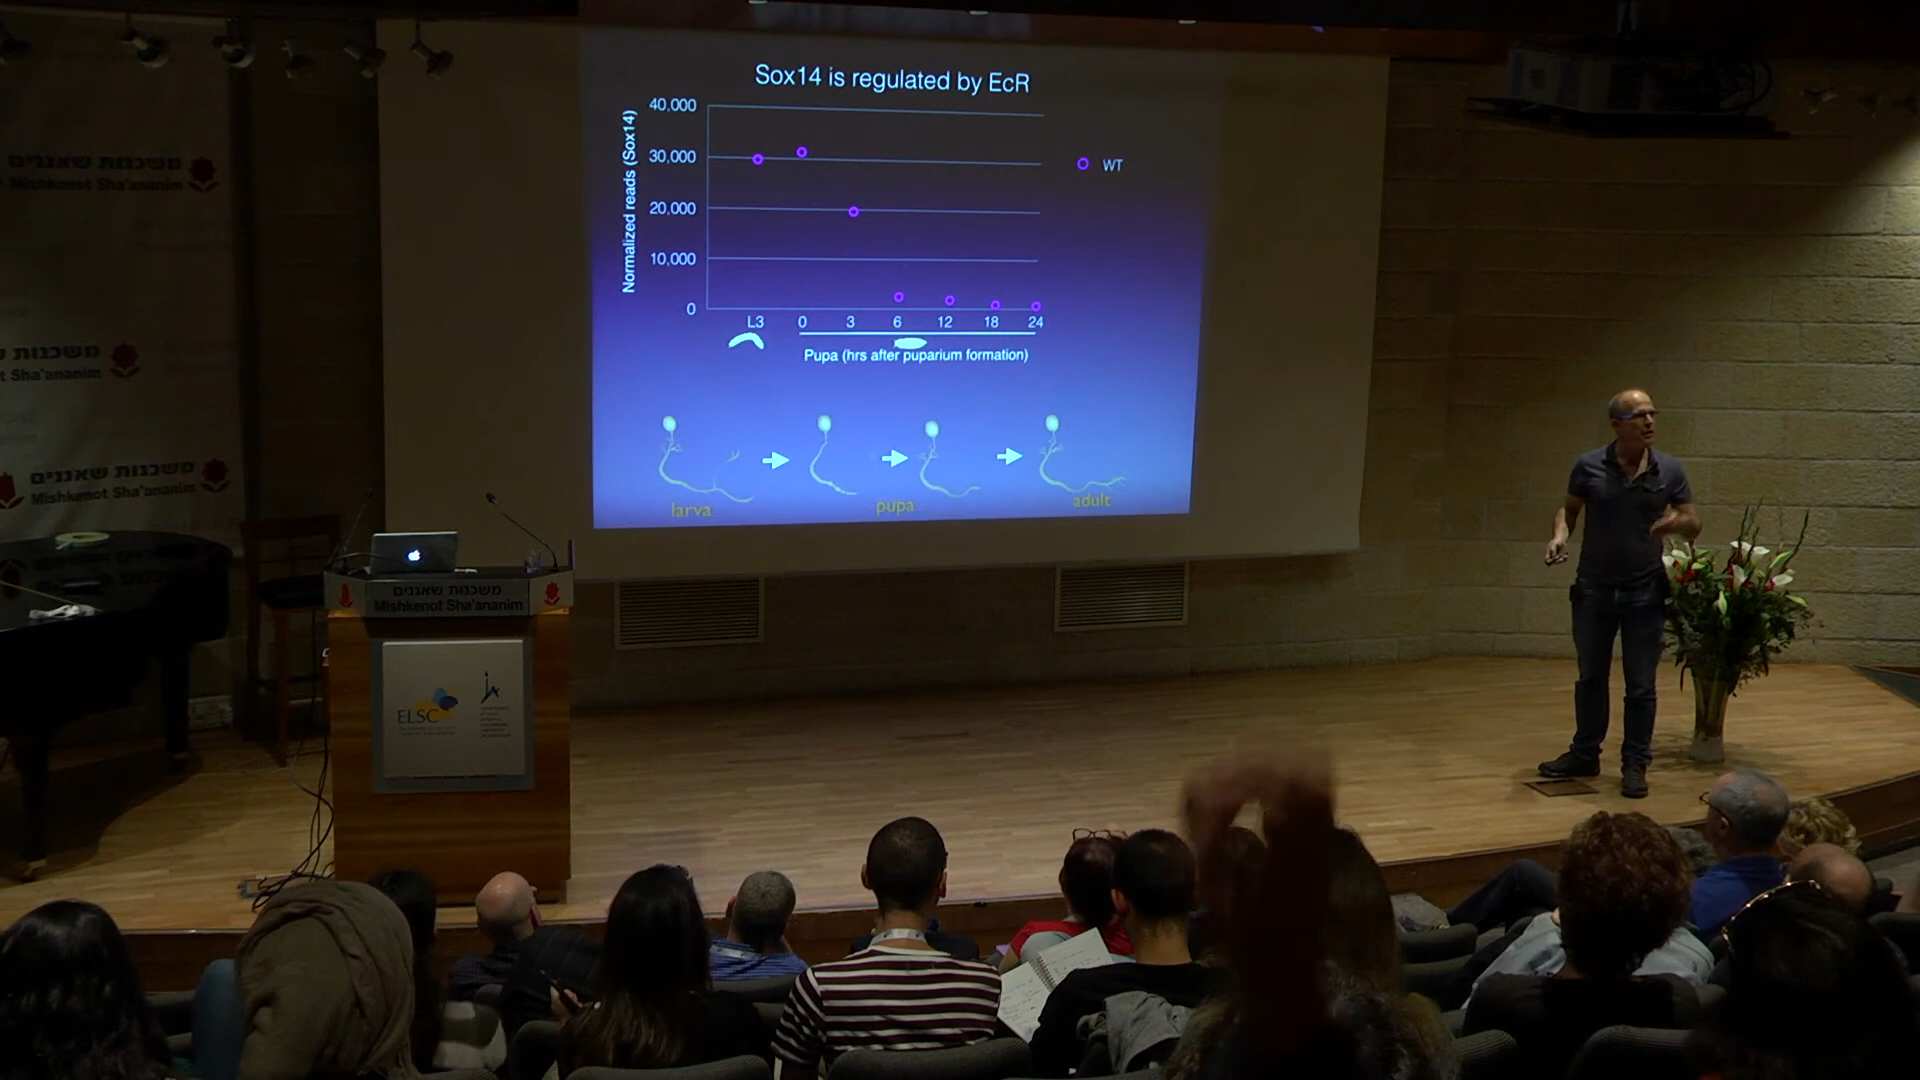 Sox14 is regulated by EcR
Normalized reads (Sox14)
40,000
30,000
20,000
10,000
0
WT
L3 0 3 6 12 18 24
Pupa (hrs after puparium formation)
larva
pupa
adult
משכנות שאננים
Mishkenot Sha'ananim
משכנות שאננים
Mishkenot Sha'ananim
משכנות שאננים
Mishkenot Sha'ananim
ELSC